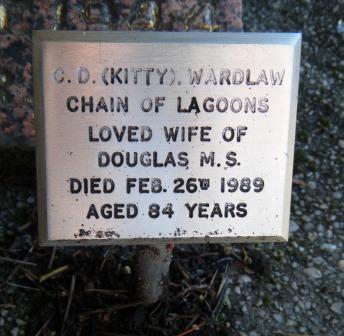 C. D. (KITTY). WARDLAW
CHAIN OF LAGOONS
LOVED WIFE OF
DOUGLAS M. S.
DIED FEB. 26TH 1989
AGED 84 YEARS